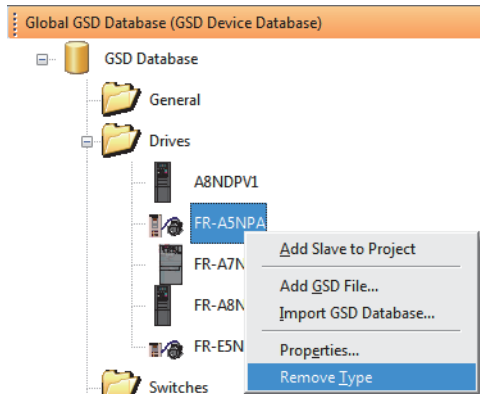 Global GSD Database (GSD Device Database)
GSD Database
General
Drives
A8NDPV1
FR-A5NPA
FR-A7N
FR-A8N
FR-E5N
Switches
Add Slave to Project
Add GSD File...
Import GSD Database...
Properties...
Remove Type